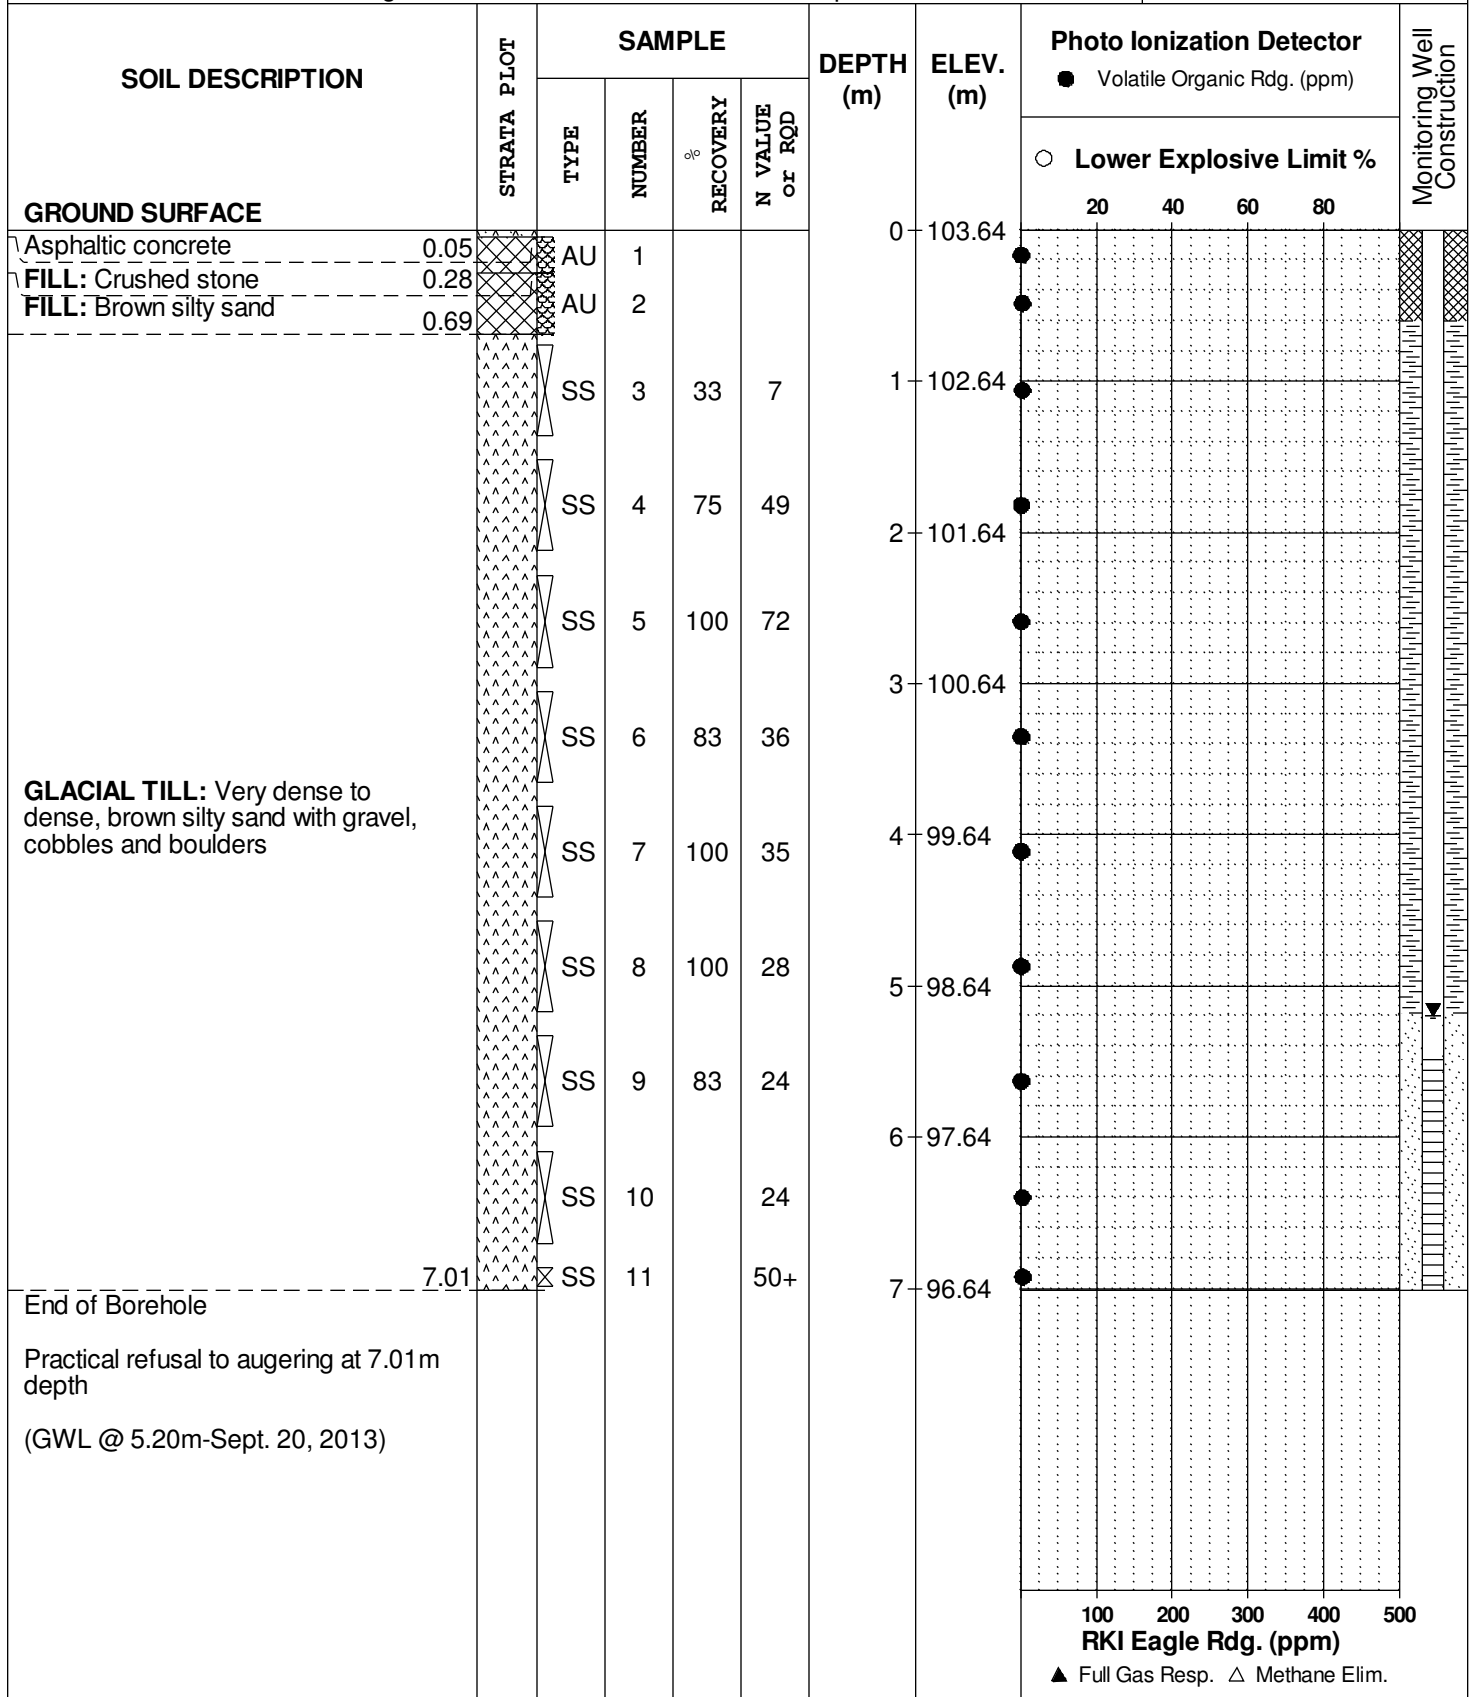 SOIL DESCRIPTION
GROUND SURFACE
STRATA PLOT
SAMPLE
TYPE
NUMBER
% RECOVERY
N VALUE or RQD
DEPTH (m)
ELEV. (m)
Photo Ionization Detector
● Volatile Organic Rdg. (ppm)
○ Lower Explosive Limit %
20 40 60 80
Monitoring Well Construction
0 103.64
Asphaltic concrete 0.05 AU 1
FILL: Crushed stone 0.28
FILL: Brown silty sand 0.69 AU 2
SS 3 33 7
1 102.64
SS 4 75 49
2 101.64
SS 5 100 72
3 100.64
SS 6 83 36
GLACIAL TILL: Very dense to
dense, brown silty sand with gravel,
cobbles and boulders
4 99.64
SS 7 100 35
SS 8 100 28
5 98.64
SS 9 83 24
6 97.64
SS 10 24
7.01 SS 11 50+
7 96.64
End of Borehole
Practical refusal to augering at 7.01m
depth
(GWL @ 5.20m-Sept. 20, 2013)
100 200 300 400 500
RKI Eagle Rdg. (ppm)
▲ Full Gas Resp. △ Methane Elim.